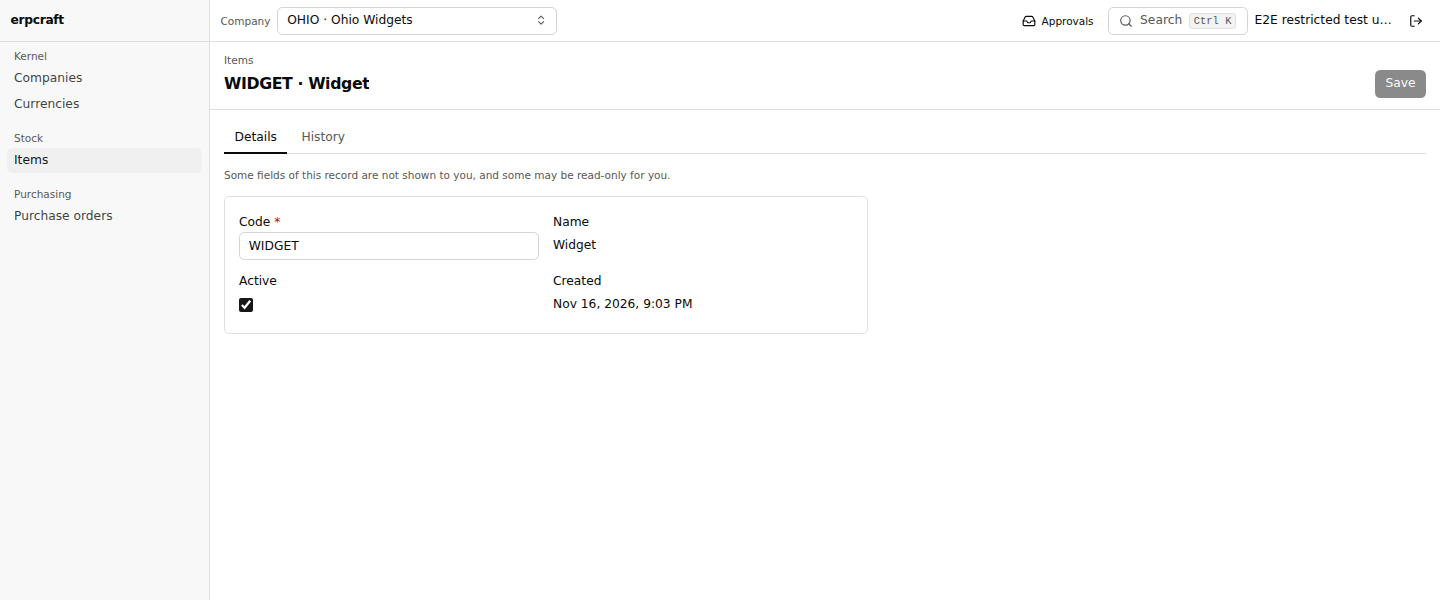 erpcraft
Company
OHIO · Ohio Widgets
Approvals
Search Ctrl K
E2E restricted test u...
Kernel
Companies
Currencies
Stock
Items
Purchasing
Purchase orders
Items
WIDGET · Widget
Save
Details
History
Some fields of this record are not shown to you, and some may be read-only for you.
Code *
WIDGET
Name
Widget
Active
Created
Nov 16, 2026, 9:03 PM